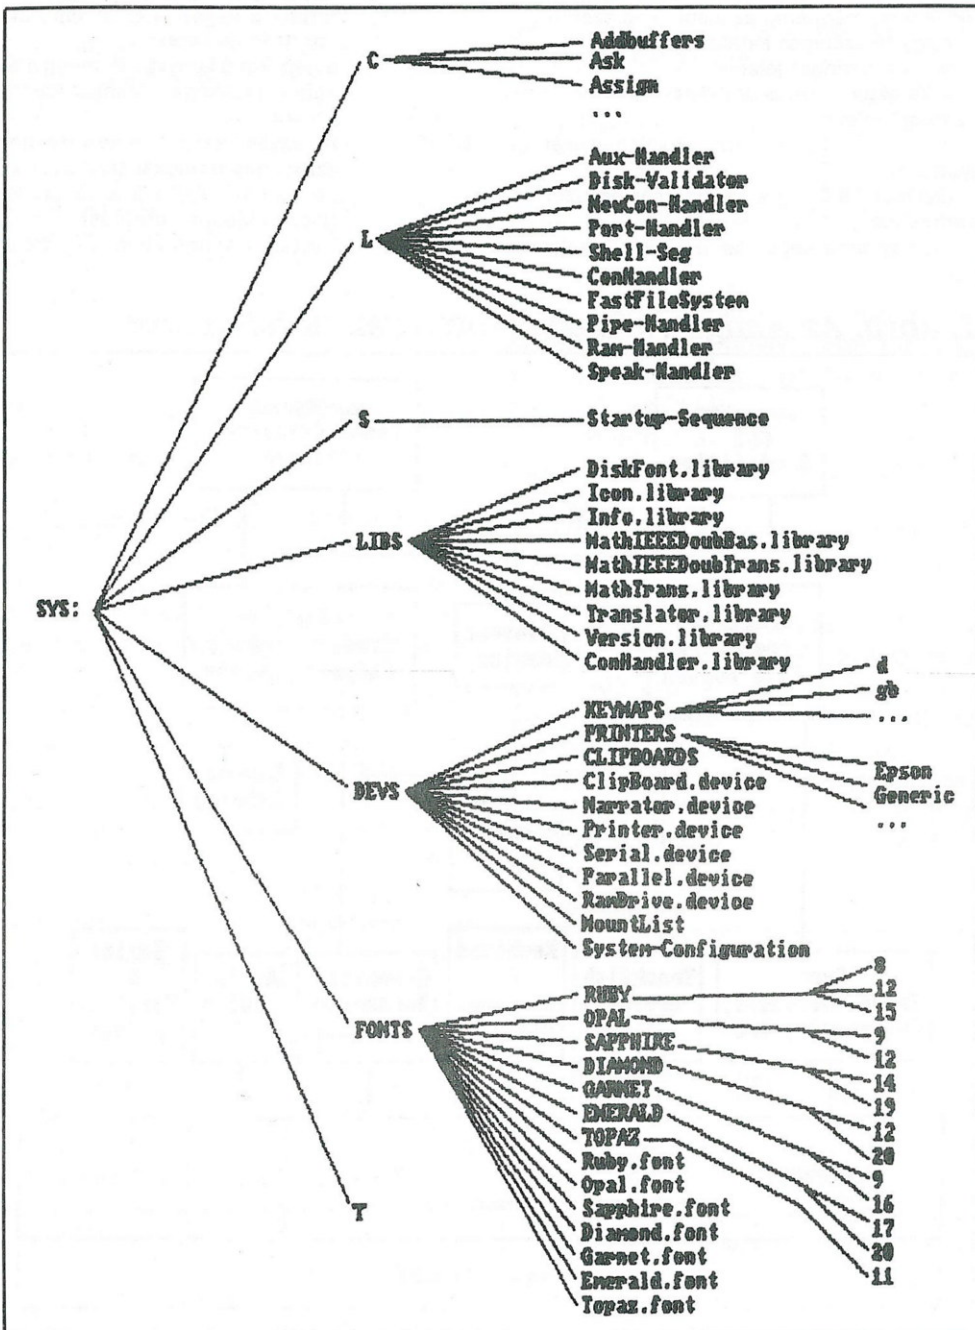 SYS:
C
Addbuffers
Ask
Assign
...
L
Aux-Handler
Disk-Validator
NewCon-Handler
Port-Handler
Shell-Seg
ConHandler
FastFileSystem
Pipe-Handler
Ram-Handler
Speak-Handler
S
Startup-Sequence
LIBS
DiskFont.library
Icon.library
Info.library
MathIEEEDoubBas.library
MathIEEEDoubTrans.library
MathTrans.library
Translator.library
Version.library
ConHandler.library
DEVS
KEYMAPS
d
gb
...
PRINTERS
Epson
Generic
...
CLIPBOARDS
ClipBoard.device
Narrator.device
Printer.device
Serial.device
Parallel.device
RamDrive.device
MountList
System-Configuration
FONTS
RUBY
8
12
15
OPAL
9
12
SAPPHIRE
14
19
DIAMOND
12
20
GARNET
9
16
EMERALD
17
20
TOPAZ
11
Ruby.font
Opal.font
Sapphire.font
Diamond.font
Garnet.font
Emerald.font
Topaz.font
T